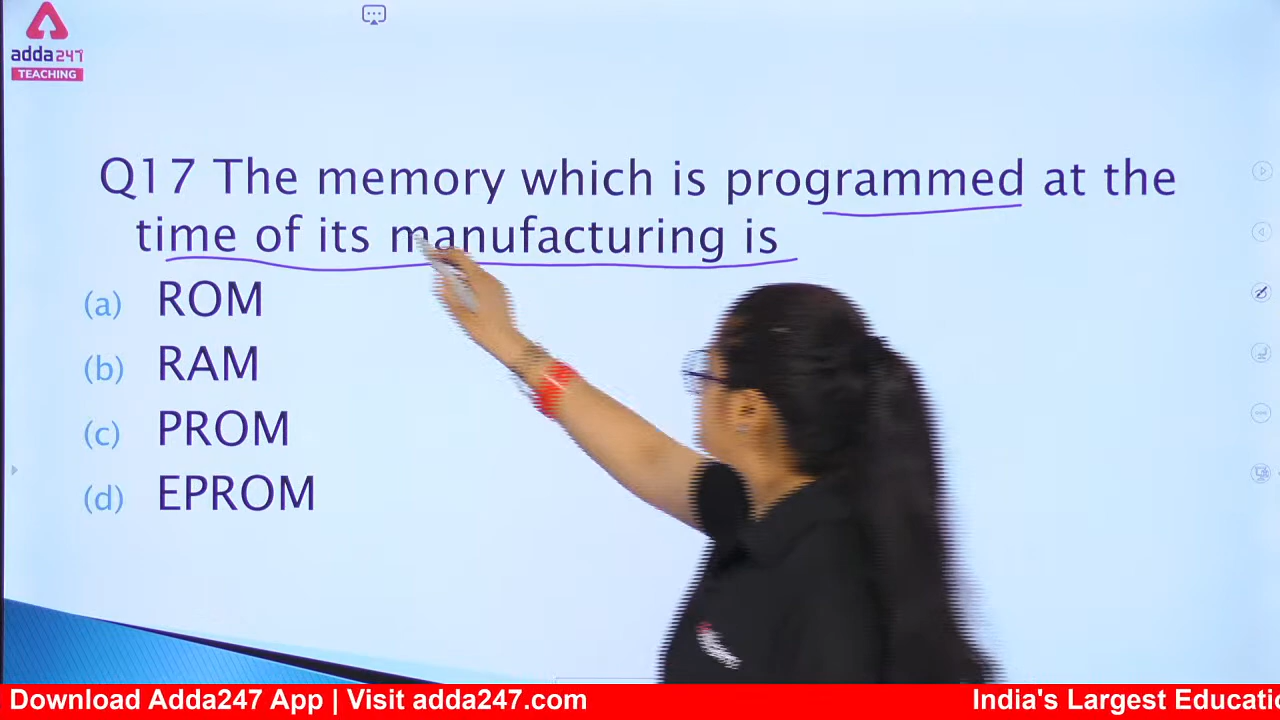 adda247
TEACHING
Q17 The memory which is programmed at the
time of its manufacturing is
(a) ROM
(b) RAM
(c) PROM
(d) EPROM
Download Adda247 App | Visit adda247.com
India's Largest Educatio